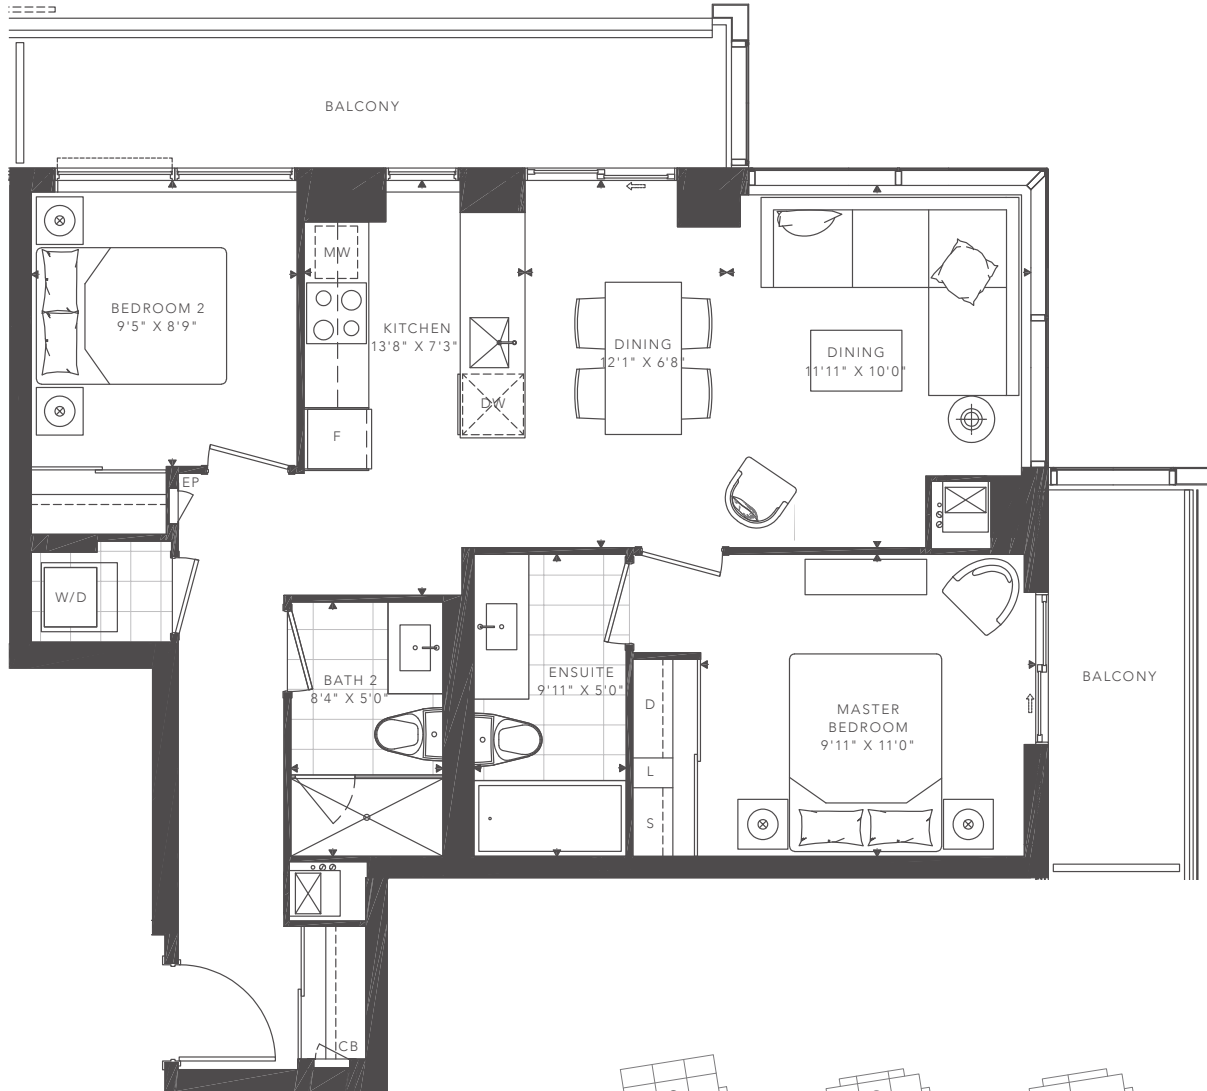 BALCONY
MW
BEDROOM 2
9'5" X 8'9"
KITCHEN
13'8" X 7'3"
DINING
12'1" X 6'8"
DINING
11'11" X 10'0"
DW
F
EP
W/D
BATH 2
8'4" X 5'0"
ENSUITE
9'11" X 5'0"
D
L
S
MASTER
BEDROOM
9'11" X 11'0"
BALCONY
CB